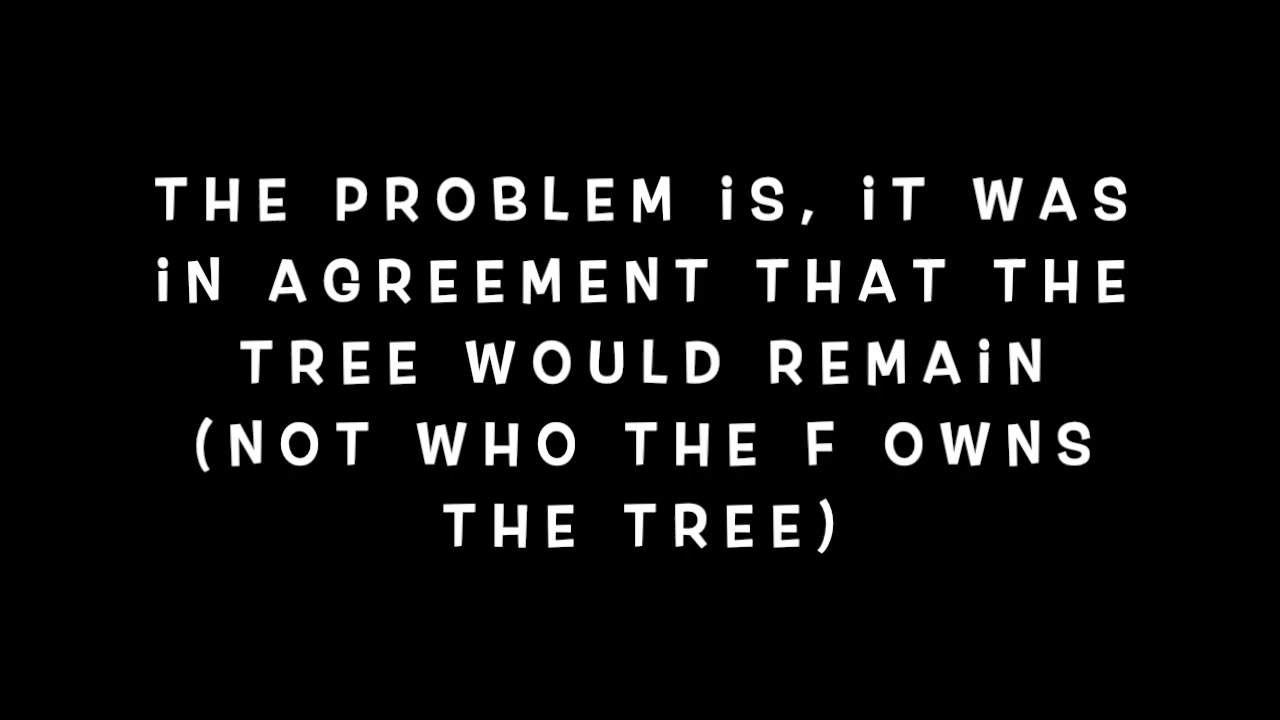 THE PROBLEM iS, iT WAS
iN AGREEMENT THAT THE
TREE WOULD REMAiN
(NOT WHO THE F OWNS
THE TREE)